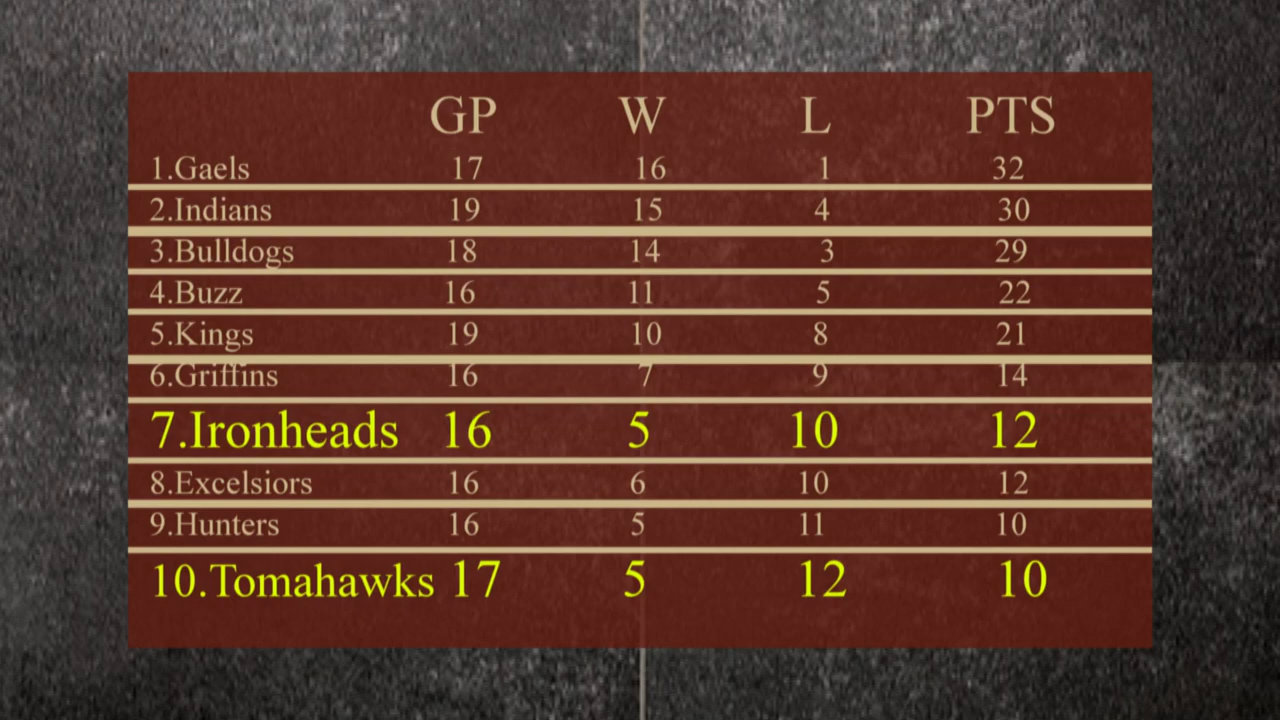 GP W L PTS
1.Gaels 17 16 1 32
2.Indians 19 15 4 30
3.Bulldogs 18 14 3 29
4.Buzz 16 11 5 22
5.Kings 19 10 8 21
6.Griffins 16 7 9 14
7.Ironheads 16 5 10 12
8.Excelsiors 16 6 10 12
9.Hunters 16 5 11 10
10.Tomahawks 17 5 12 10